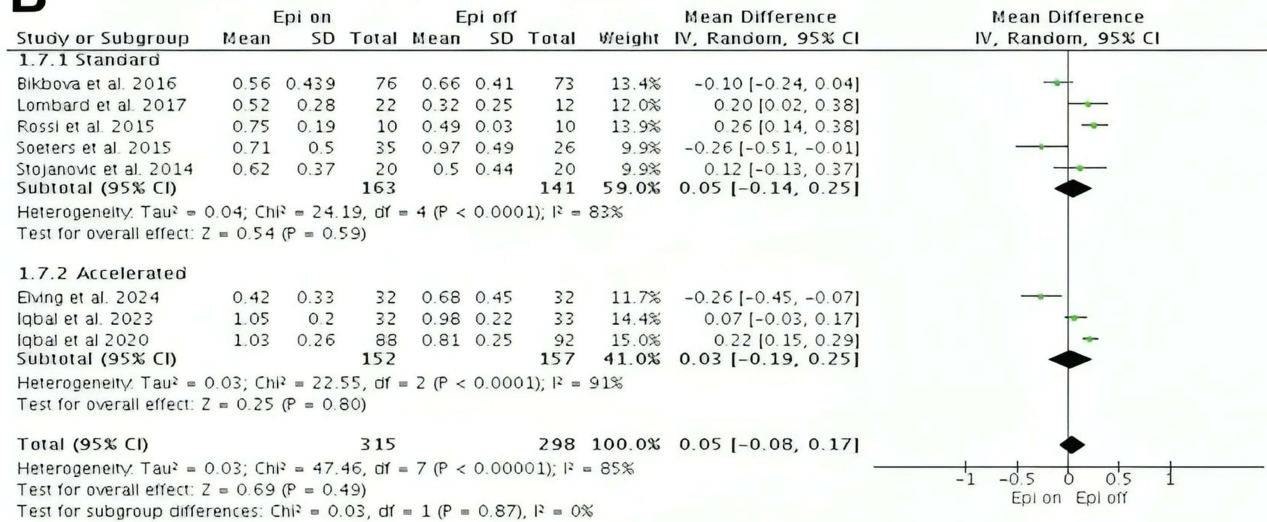 B
Epi on Epi off Mean Difference Mean Difference
Study or Subgroup Mean SD Total Mean SD Total Weight IV, Random, 95% CI IV, Random, 95% CI
1.7.1 Standard
Bikbova et al. 2016 0.56 0.439 76 0.66 0.41 73 13.4% -0.10 [-0.24, 0.04]
Lombard et al. 2017 0.52 0.28 22 0.32 0.25 12 12.0% 0.20 [0.02, 0.38]
Rossi et al. 2015 0.75 0.19 10 0.49 0.03 10 13.9% 0.26 [0.14, 0.38]
Soeters et al. 2015 0.71 0.5 35 0.97 0.49 26 9.9% -0.26 [-0.51, -0.01]
Stojanovic et al. 2014 0.62 0.37 20 0.5 0.44 20 9.9% 0.12 [-0.13, 0.37]
Subtotal (95% CI) 163 141 59.0% 0.05 [-0.14, 0.25]
Heterogeneity: Tau² = 0.04; Chi² = 24.19, df = 4 (P < 0.0001); I² = 83%
Test for overall effect: Z = 0.54 (P = 0.59)
1.7.2 Accelerated
Elving et al. 2024 0.42 0.33 32 0.68 0.45 32 11.7% -0.26 [-0.45, -0.07]
Iqbal et al. 2023 1.05 0.2 32 0.98 0.22 33 14.4% 0.07 [-0.03, 0.17]
Iqbal et al 2020 1.03 0.26 88 0.81 0.25 92 15.0% 0.22 [0.15, 0.29]
Subtotal (95% CI) 152 157 41.0% 0.03 [-0.19, 0.25]
Heterogeneity: Tau² = 0.03; Chi² = 22.55, df = 2 (P < 0.0001); I² = 91%
Test for overall effect: Z = 0.25 (P = 0.80)
Total (95% CI) 315 298 100.0% 0.05 [-0.08, 0.17]
Heterogeneity: Tau² = 0.03; Chi² = 47.46, df = 7 (P < 0.00001); I² = 85%
Test for overall effect: Z = 0.69 (P = 0.49)
Test for subgroup differences: Chi² = 0.03, df = 1 (P = 0.87), I² = 0%
-1 -0.5 0 0.5 1
Epi on Epi off